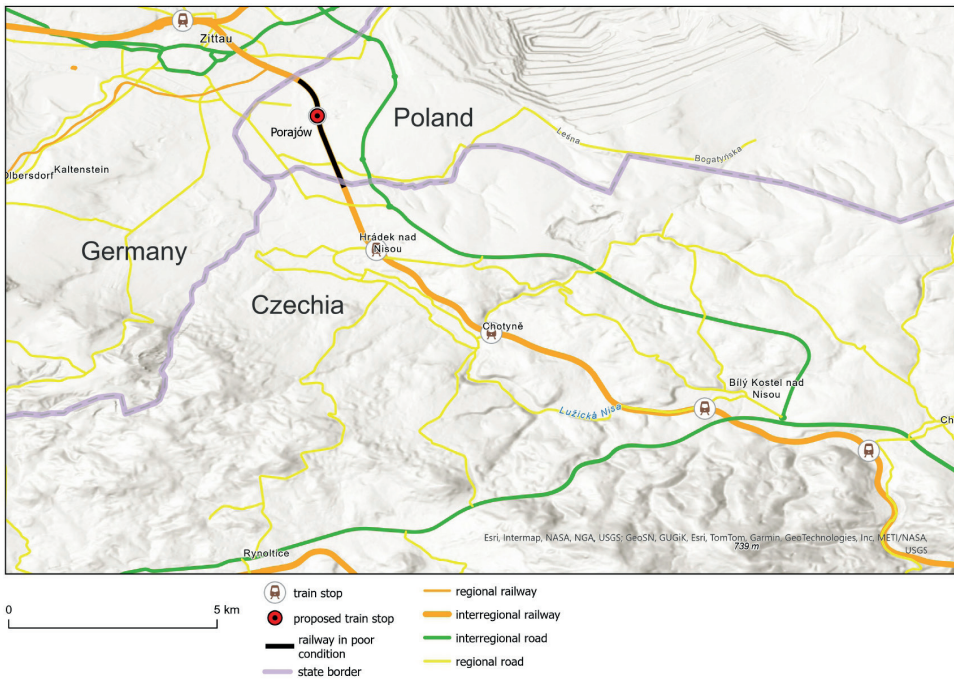 Zittau
Poland
Leśna
Bogatyńska
Porajów
Kaltenstein
Olbersdorf
Germany
Hrádek nad
Nisou
Czechia
Chotyně
Bílý Kostel nad
Nisou
Lužická Nisa
Ch
Rynoltice
Esri, Intermap, NASA, NGA, USGS; GeoSN, GUGiK, Esri, TomTom, Garmin, GeoTechnologies, Inc, METI/NASA,
USGS
739 m
0 5 km
train stop
proposed train stop
railway in poor
condition
state border
regional railway
interregional railway
interregional road
regional road